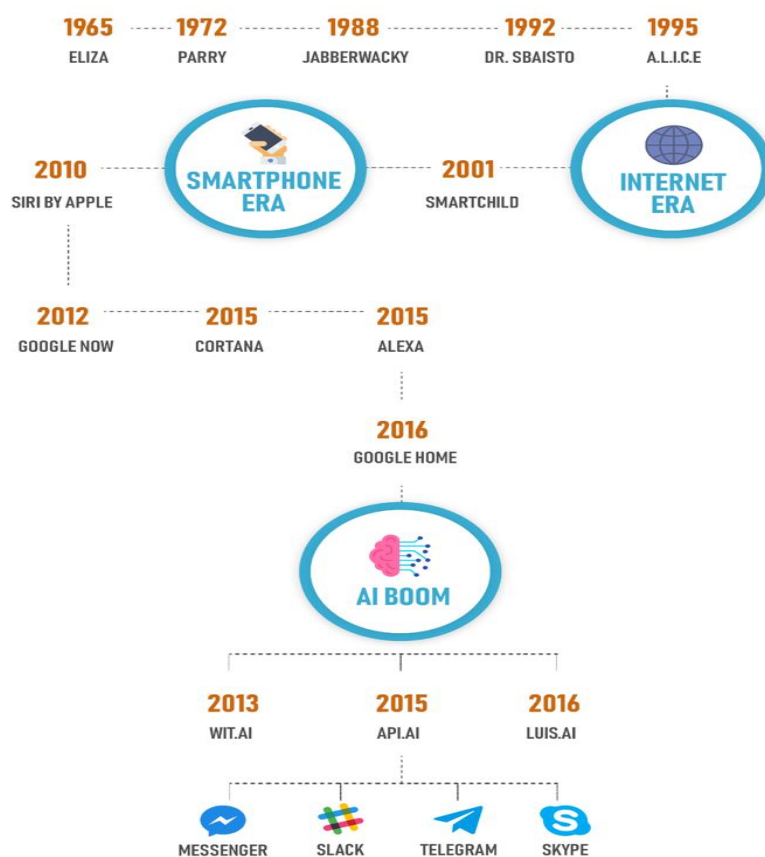 1965 1972 1988 1992 1995
ELIZA PARRY JABBERWACKY DR. SBAISTO A.L.I.C.E
INTERNET
ERA
2001
SMARTCHILD
SMARTPHONE
ERA
2010
SIRI BY APPLE
2012 2015 2015
GOOGLE NOW CORTANA ALEXA
2016
GOOGLE HOME
AI BOOM
2013 2015 2016
WIT.AI API.AI LUIS.AI
MESSENGER SLACK TELEGRAM SKYPE